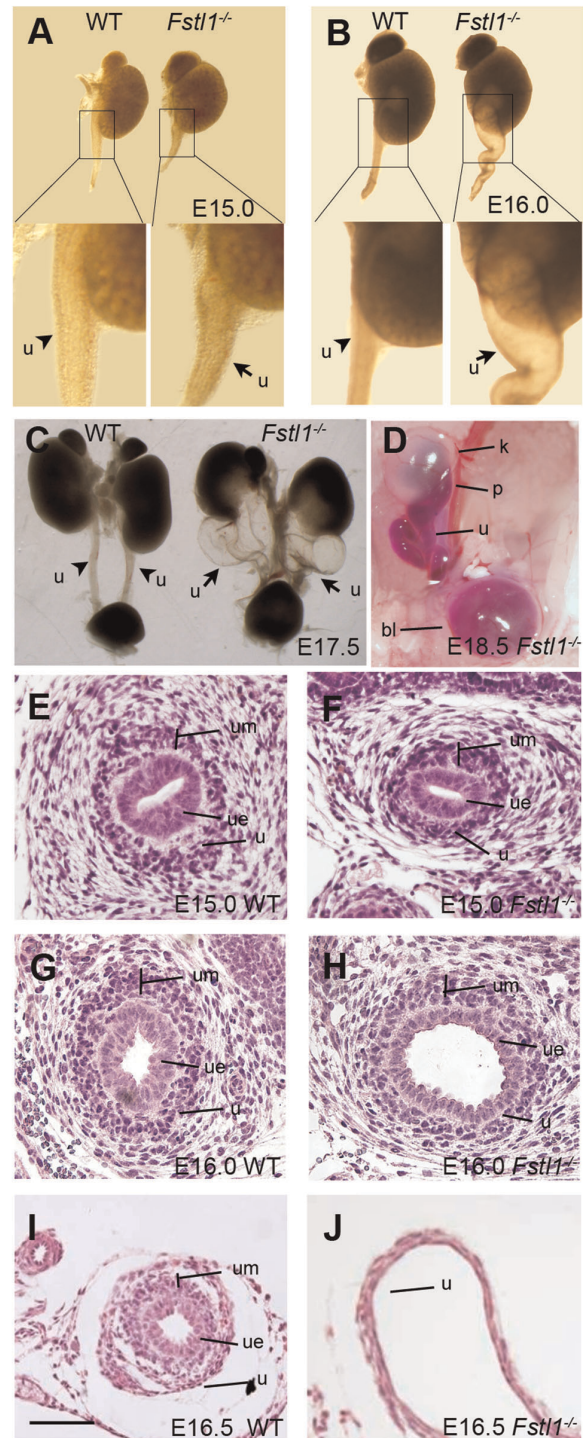 A WT Fstl1-/-
E15.0
u
u
B WT Fstl1-/-
E16.0
u
u
C WT Fstl1-/-
u
u
u
u
E17.5
D
k
p
u
bl
E18.5 Fstl1-/-
E
um
ue
u
E15.0 WT
F
um
ue
u
E15.0 Fstl1-/-
G
um
ue
u
E16.0 WT
H
um
ue
u
E16.0 Fstl1-/-
I
um
ue
u
E16.5 WT
J
u
E16.5 Fstl1-/-